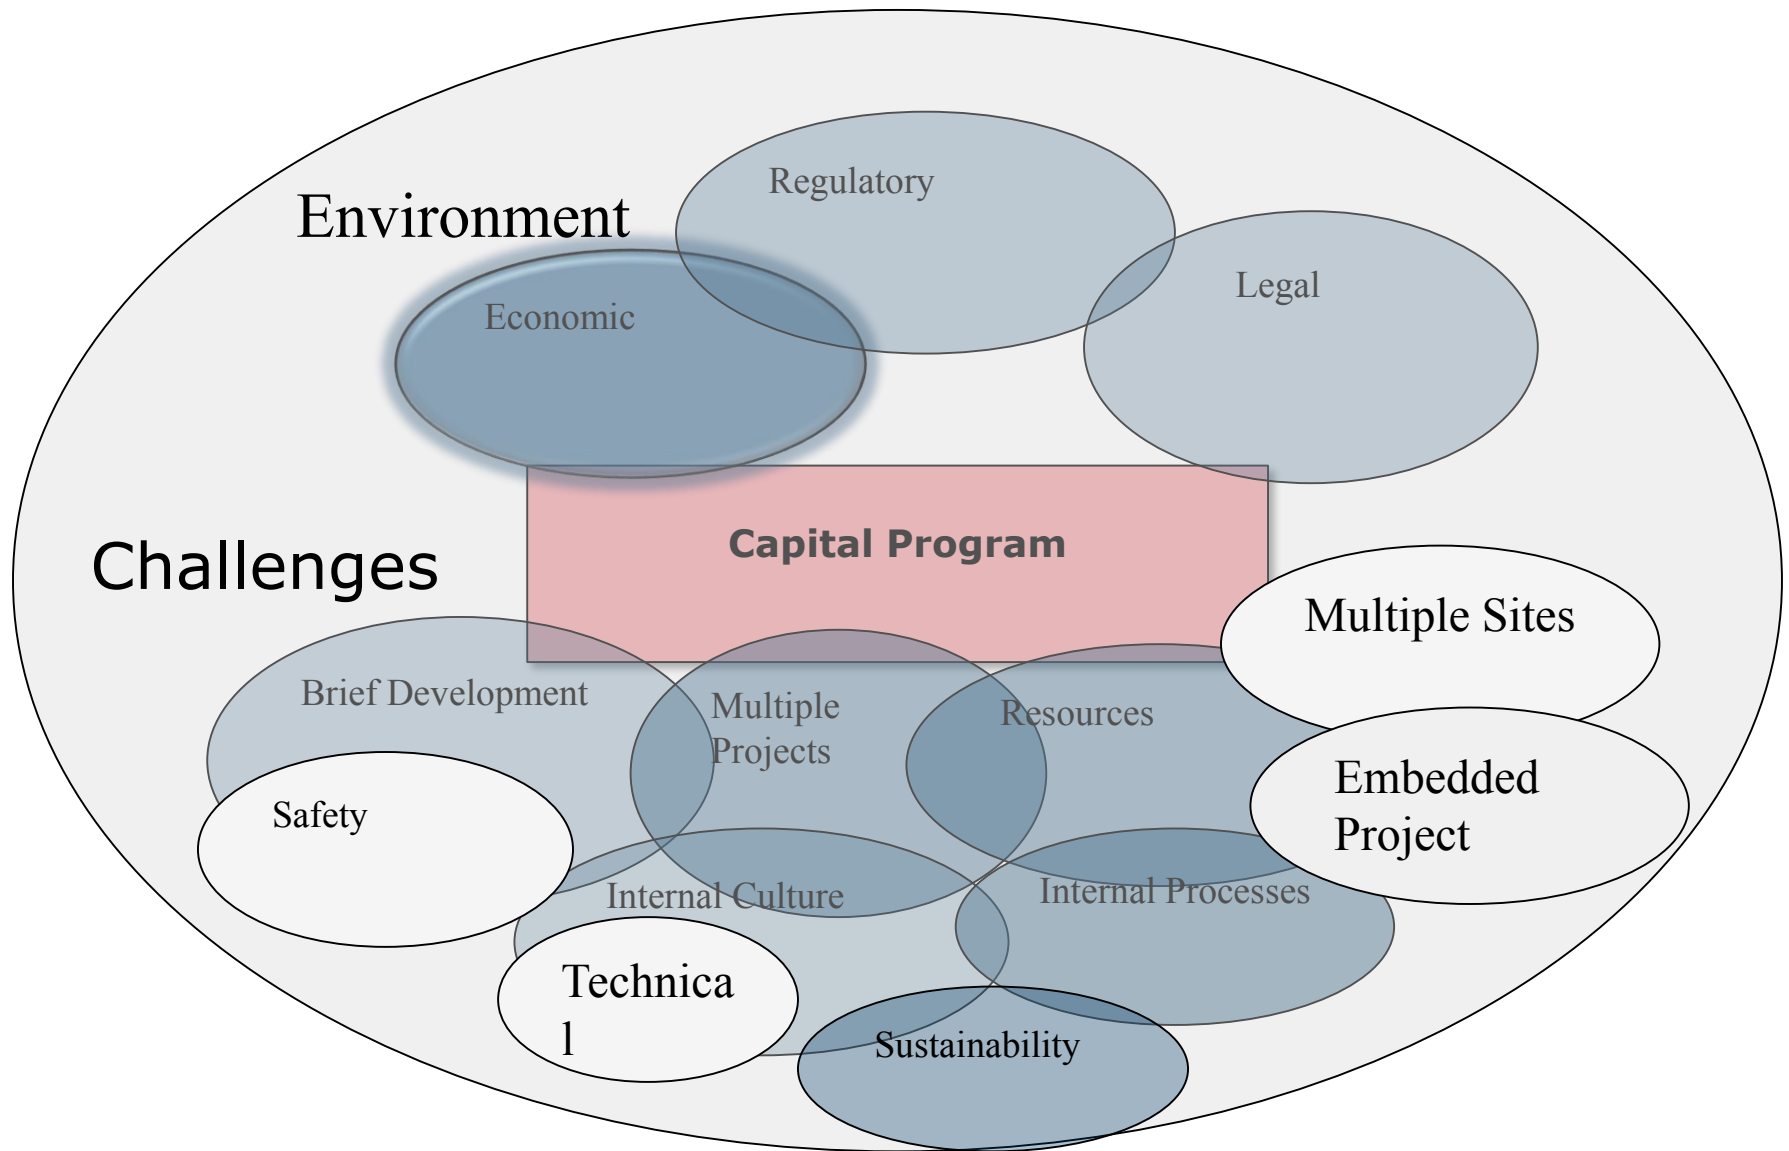 Regulatory
Environment
Legal
Economic
Capital Program
Challenges
Multiple Sites
Brief Development
Multiple
Projects
Resources
Embedded
Project
Safety
Internal Culture
Internal Processes
Technica
l
Sustainability